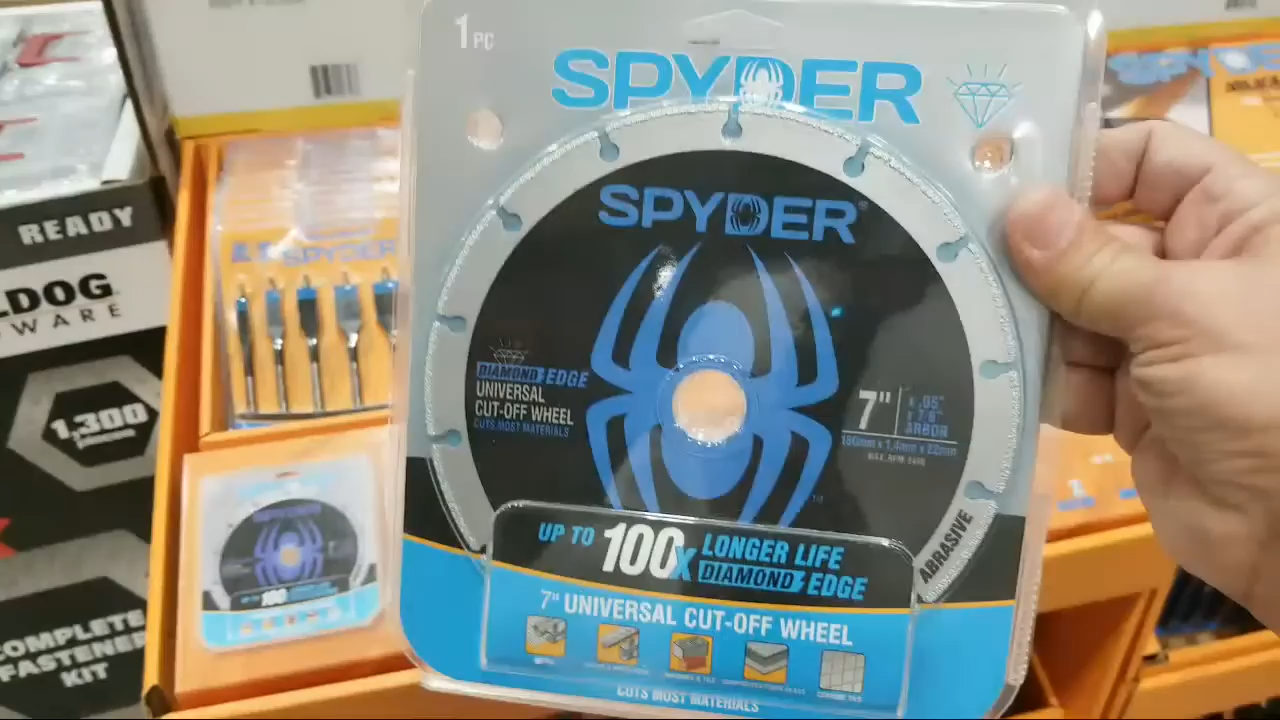 1 PC
SPYDER
SPYDER
DIAMOND EDGE
UNIVERSAL
CUT-OFF WHEEL
CUTS MOST MATERIALS
7"
x .05"
x 7/8"
ARBOR
ABRASIVE
UP TO 100x LONGER LIFE
DIAMOND EDGE
7" UNIVERSAL CUT-OFF WHEEL
CUTS MOST MATERIALS
READY
LDOG
WARE
1,300
COMPLETE
FASTENER
KIT
SPYDER
100